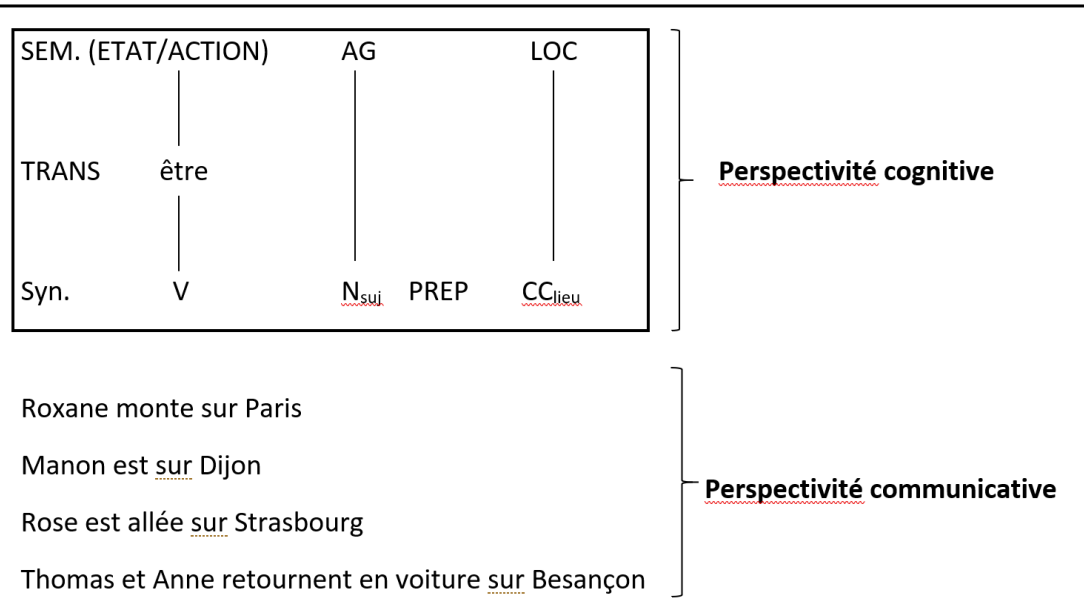 SEM. (ETAT/ACTION) AG LOC
TRANS être
Perspectivité cognitive
Syn. V Nsuj PREP CClieu
Roxane monte sur Paris
Manon est sur Dijon
Perspectivité communicative
Rose est allée sur Strasbourg
Thomas et Anne retournent en voiture sur Besançon